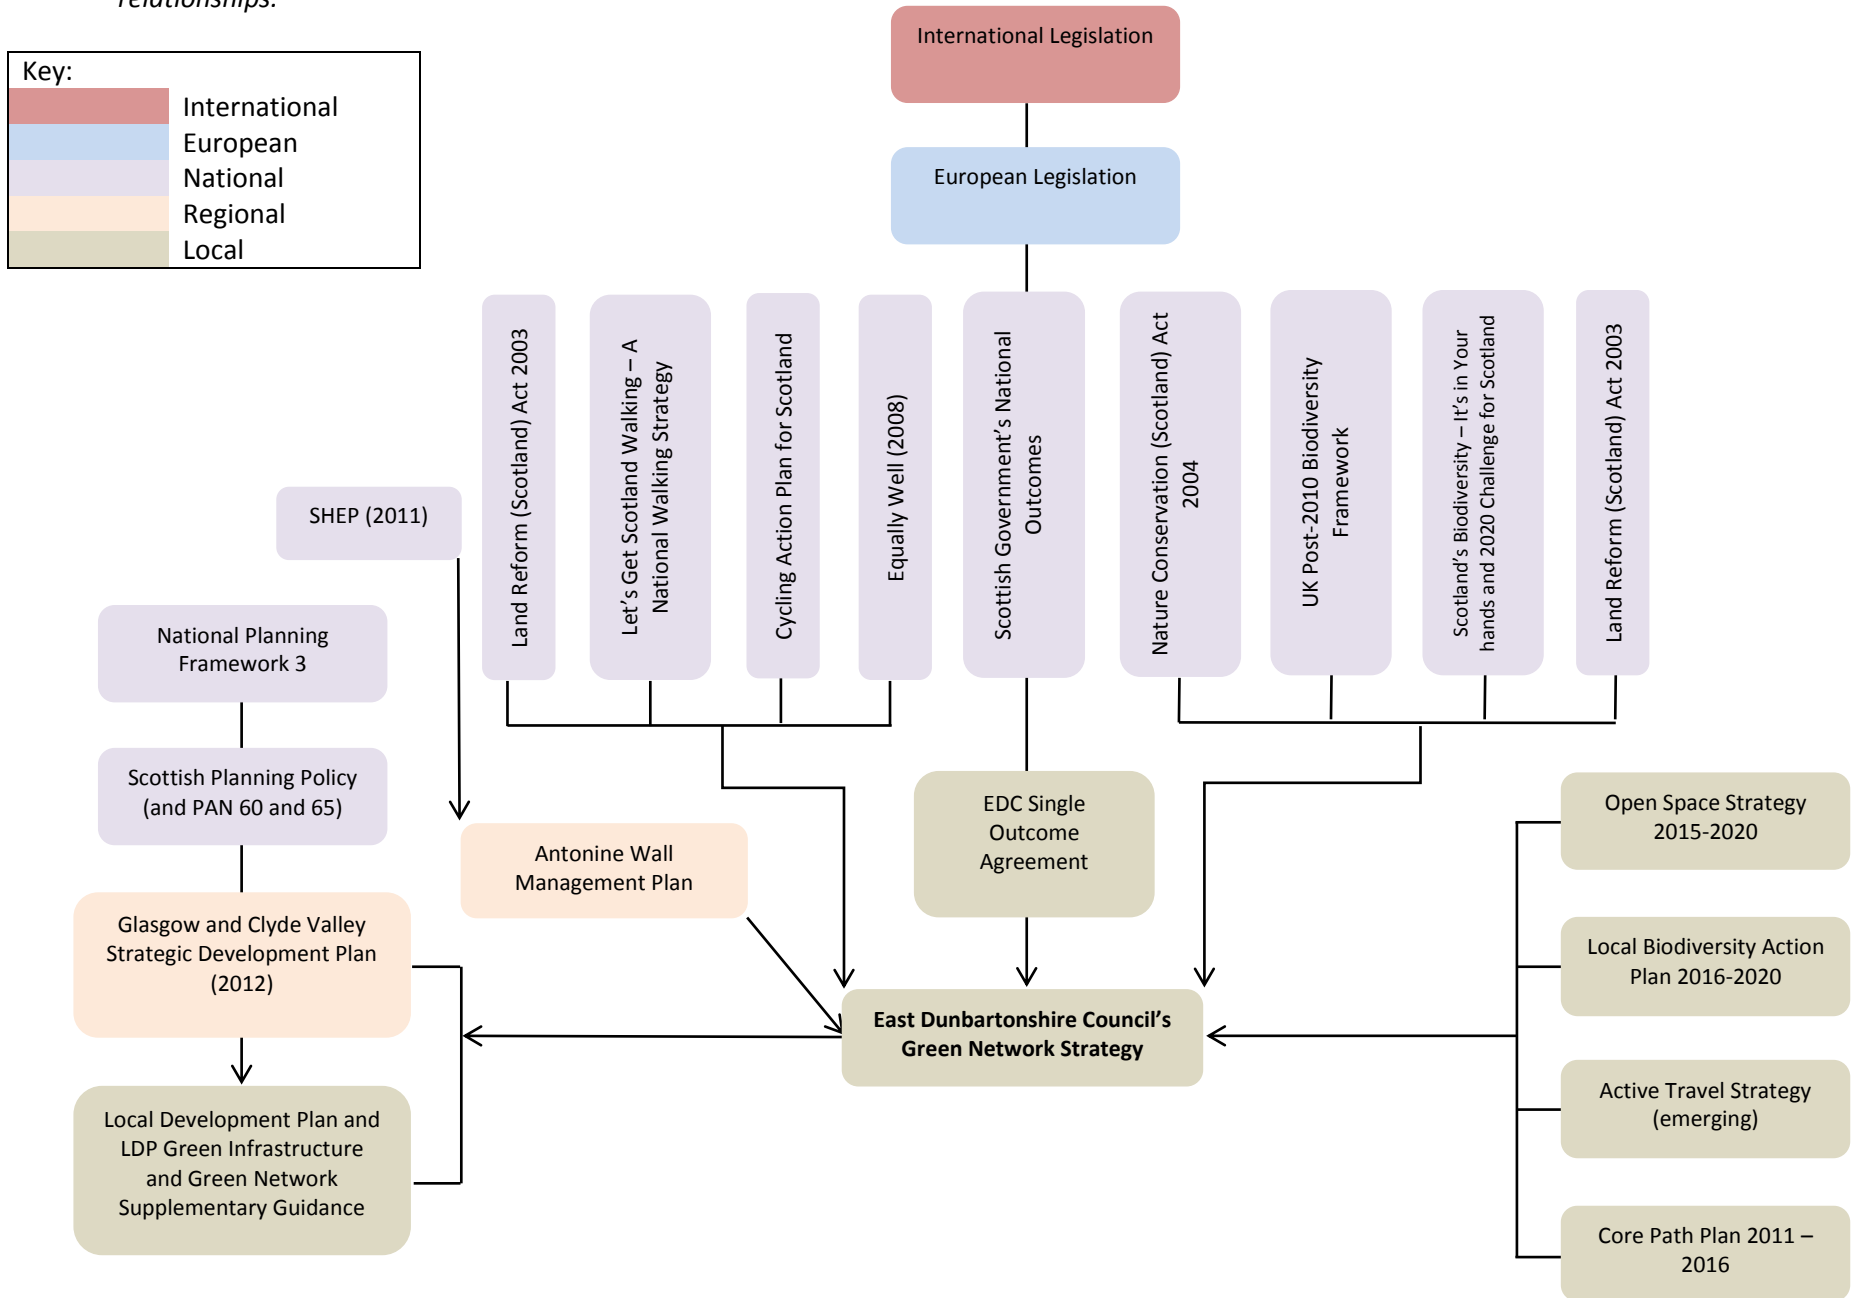 relationships.
Key:
International
European
National
Regional
Local
International Legislation
European Legislation
Land Reform (Scotland) Act 2003
Let's Get Scotland Walking – A
National Walking Strategy
Cycling Action Plan for Scotland
Equally Well (2008)
Scottish Government's National
Outcomes
Nature Conservation (Scotland) Act
2004
UK Post-2010 Biodiversity
Framework
Scotland's Biodiversity – It's in Your
hands and 2020 Challenge for Scotland
Land Reform (Scotland) Act 2003
SHEP (2011)
National Planning
Framework 3
Scottish Planning Policy
(and PAN 60 and 65)
Antonine Wall
Management Plan
EDC Single
Outcome
Agreement
Glasgow and Clyde Valley
Strategic Development Plan
(2012)
Local Development Plan and
LDP Green Infrastructure
and Green Network
Supplementary Guidance
East Dunbartonshire Council's
Green Network Strategy
Open Space Strategy
2015-2020
Local Biodiversity Action
Plan 2016-2020
Active Travel Strategy
(emerging)
Core Path Plan 2011 –
2016